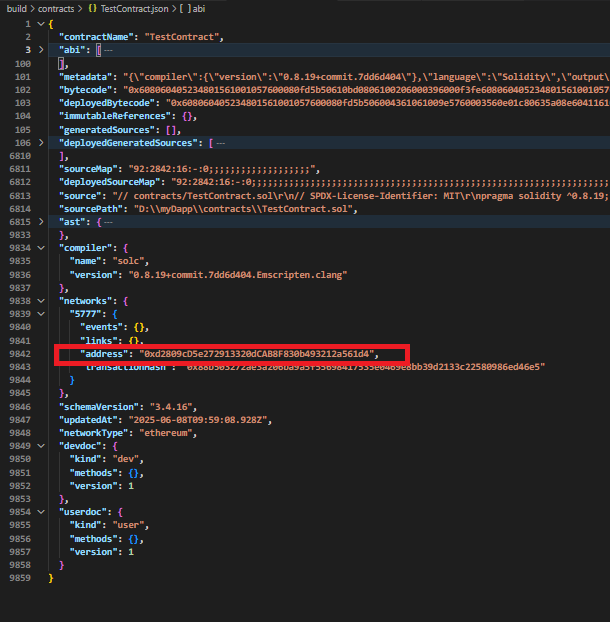 build > contracts > {} TestContract.json > [ ] abi
1 {
2 "contractName": "TestContract",
3 "abi": [ ···
100 ],
101 "metadata": "{\"compiler\":{\"version\":\"0.8.19+commit.7dd6d404\"},\"language\":\"Solidity\",\"output\
102 "bytecode":
103 "deployedBytecode":
104 "immutableReferences": {},
105 "generatedSources": [],
106 "deployedGeneratedSources": [ ···
6810 ],
6811 "sourceMap": "92:2842:16:-:0;;;;;;;;;;;;;;;;;;;",
6812 "deployedSourceMap": "92:2842:16:-:0;;;;;;;;;;;;;;;;;;;;;;;;;;;;;;;;;;;;;;;;;;;;;;;;;;;;;;;;;;;;;
6813 "source": "// contracts/TestContract.sol\r\n// SPDX-License-Identifier: MIT\r\npragma solidity ^0.8.19;
6814 "sourcePath": "D:\\myDapp\\contracts\\TestContract.sol",
6815 "ast": { ···
9833 },
9834 "compiler": {
9835 "name": "solc",
9836 "version": "0.8.19+commit.7dd6d404.Emscripten.clang"
9837 },
9838 "networks": {
9839 "5777": {
9840 "events": {},
9841 "links": {},
9842 "address": "0xd2809cD5e272913320dCAB8F830b493212a561d4",
9843 "transactionHash":
9844 }
9845 },
9846 "schemaVersion": "3.4.16",
9847 "updatedAt": "2025-06-08T09:59:08.928Z",
9848 "networkType": "ethereum",
9849 "devdoc": {
9850 "kind": "dev",
9851 "methods": {},
9852 "version": 1
9853 },
9854 "userdoc": {
9855 "kind": "user",
9856 "methods": {},
9857 "version": 1
9858 }
9859 }